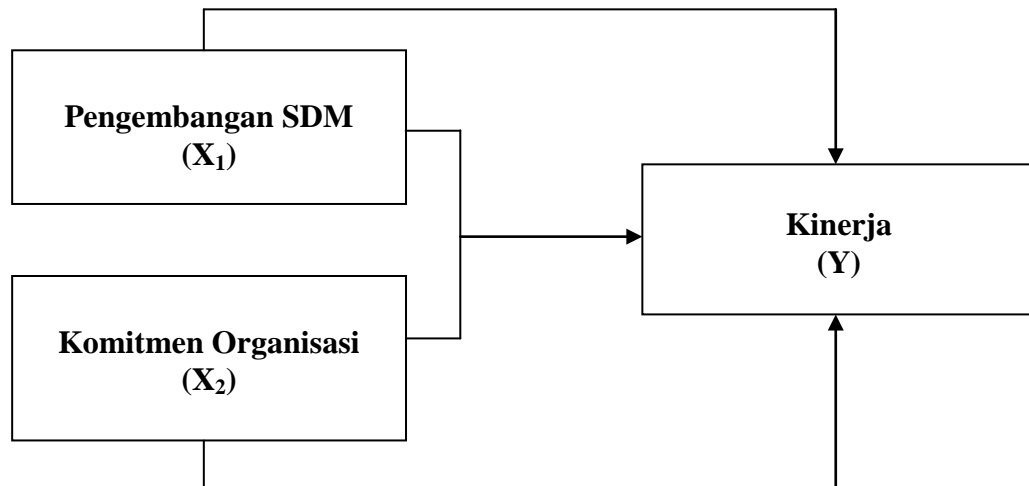 Pengembangan SDM
(X₁)
Kinerja
(Y)
Komitmen Organisasi
(X₂)